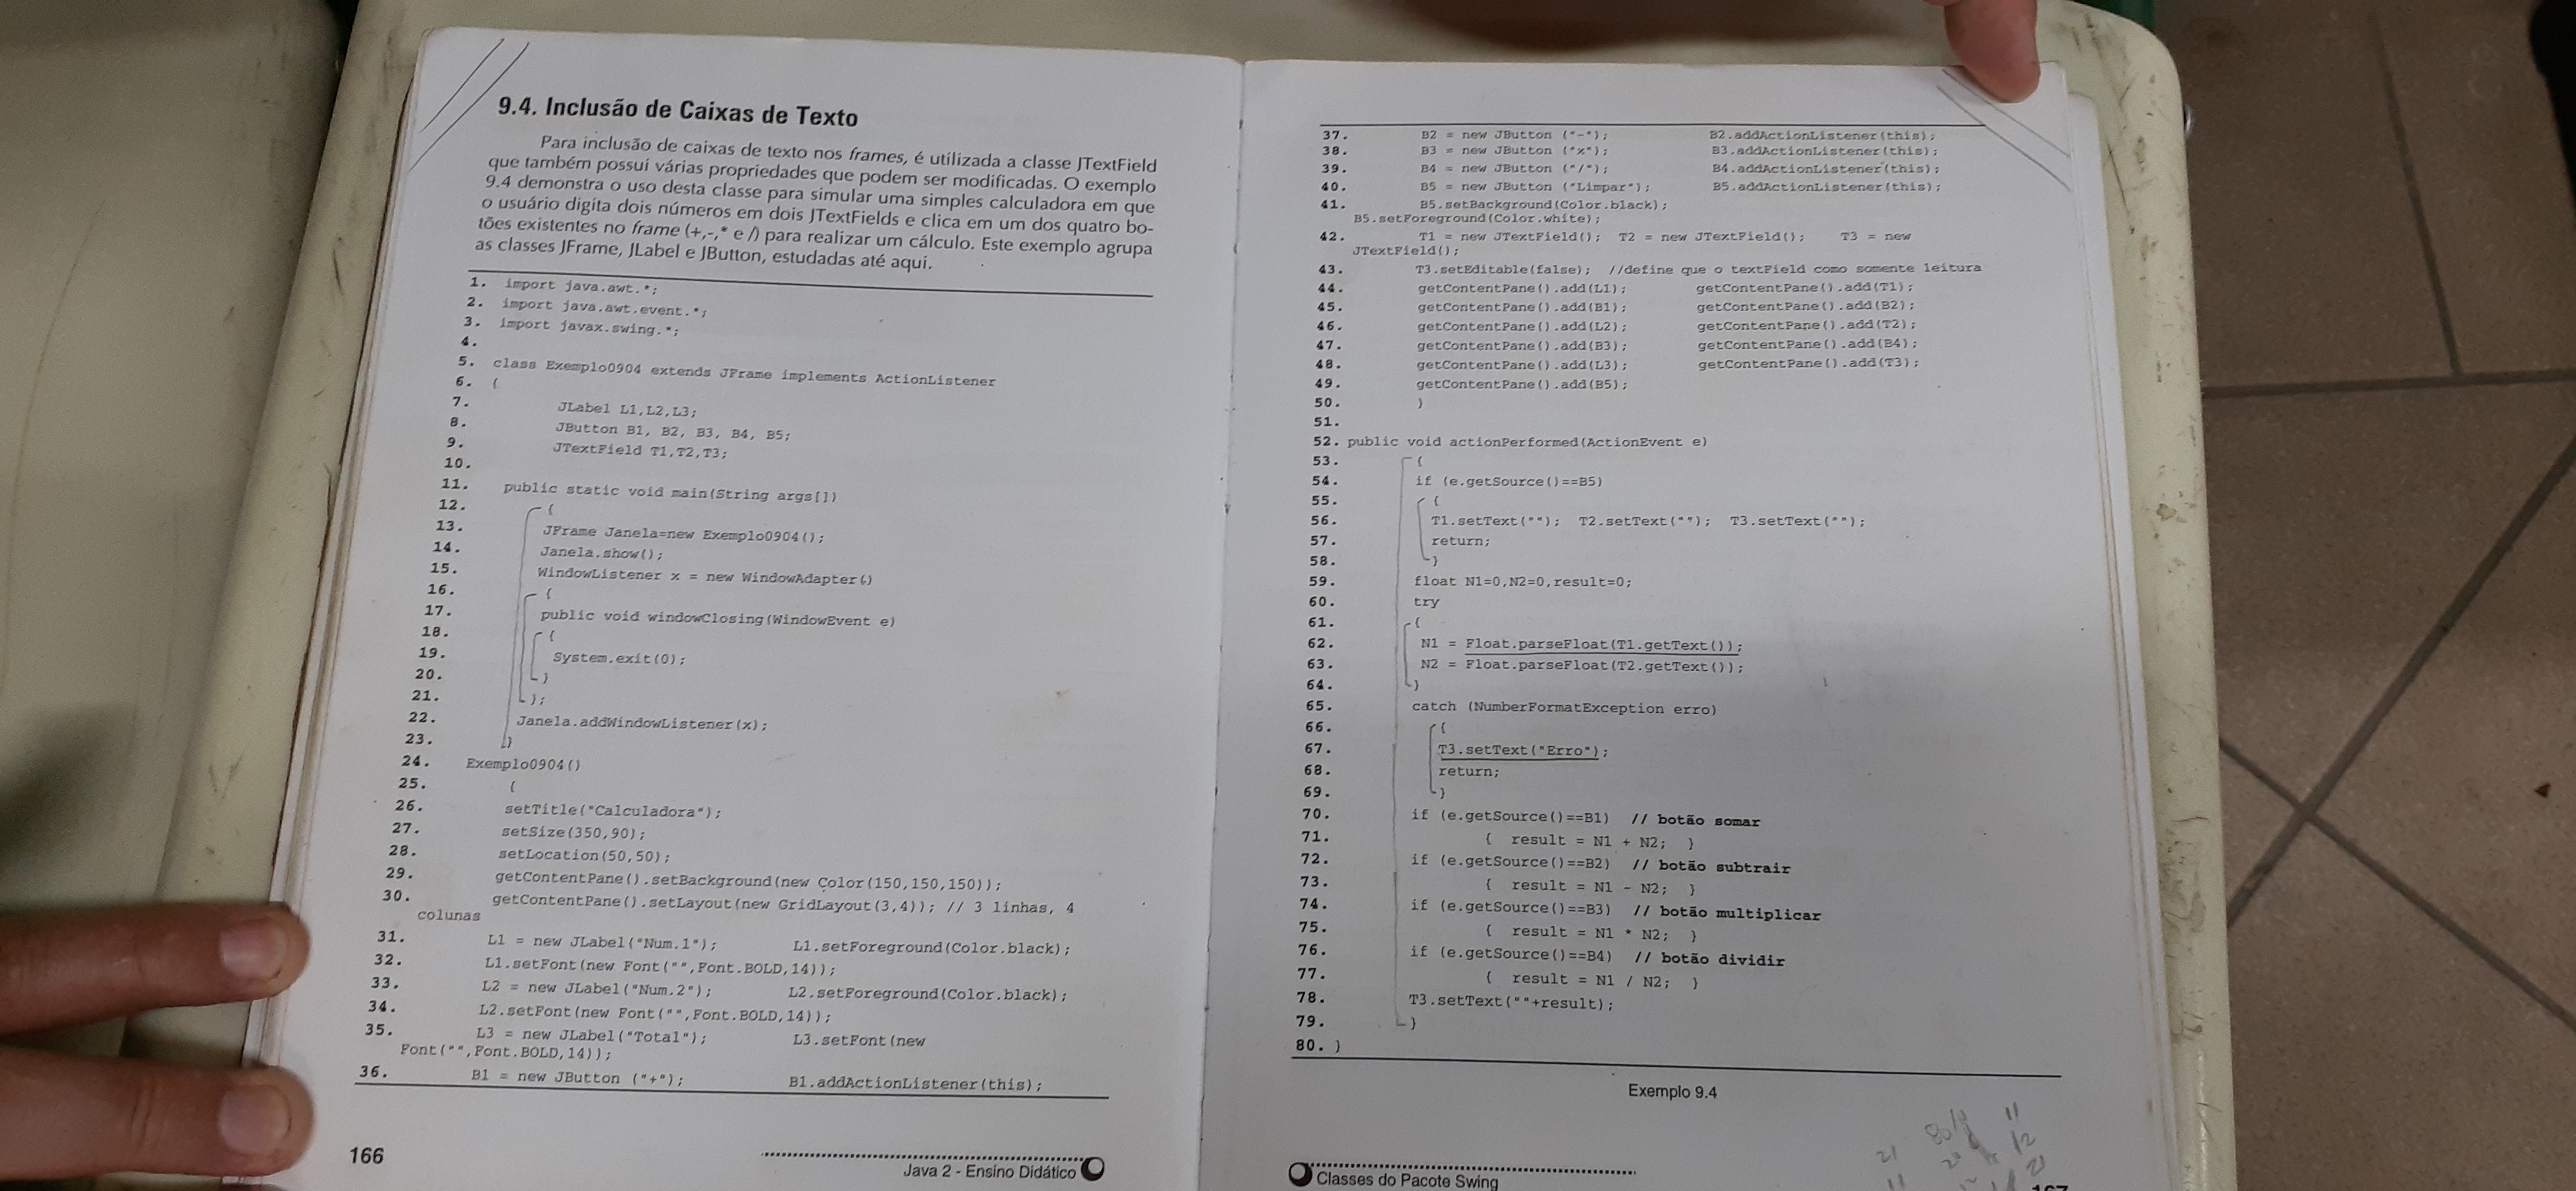 9.4. Inclusão de Caixas de Texto
Para inclusão de caixas de texto nos frames, é utilizada a classe JTextField
que também possui várias propriedades que podem ser modificadas. O exemplo
9.4 demonstra o uso desta classe para simular uma simples calculadora em que
o usuário digita dois números em dois JTextFields e clica em um dos quatro bo-
tões existentes no frame (+,-,* e /) para realizar um cálculo. Este exemplo agrupa
as classes JFrame, JLabel e JButton, estudadas até aqui.
1. import java.awt.*;
2. import java.awt.event.*;
3. import javax.swing.*;
4.
5. class Exemplo0904 extends JFrame implements ActionListener
6. {
7. JLabel L1,L2,L3;
8. JButton B1, B2, B3, B4, B5;
9. JTextField T1,T2,T3;
10.
11. public static void main(String args[])
12. {
13. JFrame Janela=new Exemplo0904();
14. Janela.show();
15. WindowListener x = new WindowAdapter()
16. {
17. public void windowClosing(WindowEvent e)
18. {
19. System.exit(0);
20. }
21. };
22. Janela.addWindowListener(x);
23. }
24. Exemplo0904()
25. {
26. setTitle("Calculadora");
27. setSize(350,90);
28. setLocation(50,50);
29. getContentPane().setBackground(new Color(150,150,150));
30. getContentPane().setLayout(new GridLayout(3,4)); // 3 linhas, 4
colunas
31. L1 = new JLabel("Num.1"); L1.setForeground(Color.black);
32. L1.setFont(new Font("",Font.BOLD,14));
33. L2 = new JLabel("Num.2"); L2.setForeground(Color.black);
34. L2.setFont(new Font("",Font.BOLD,14));
35. L3 = new JLabel("Total"); L3.setFont(new
Font("",Font.BOLD,14));
36. B1 = new JButton ("+"); B1.addActionListener(this);
166
Java 2 - Ensino Didático
37. B2 = new JButton ("-"); B2.addActionListener(this);
38. B3 = new JButton ("x"); B3.addActionListener(this);
39. B4 = new JButton ("/"); B4.addActionListener(this);
40. B5 = new JButton ("Limpar"); B5.addActionListener(this);
41. B5.setBackground(Color.black);
B5.setForeground(Color.white);
42. T1 = new JTextField(); T2 = new JTextField(); T3 = new
JTextField();
43. T3.setEditable(false); //define que o textField como somente leitura
44. getContentPane().add(L1); getContentPane().add(T1);
45. getContentPane().add(B1); getContentPane().add(B2);
46. getContentPane().add(L2); getContentPane().add(T2);
47. getContentPane().add(B3); getContentPane().add(B4);
48. getContentPane().add(L3); getContentPane().add(T3);
49. getContentPane().add(B5);
50. }
51.
52. public void actionPerformed(ActionEvent e)
53. {
54. if (e.getSource()==B5)
55. {
56. T1.setText(""); T2.setText(""); T3.setText("");
57. return;
58. }
59. float N1=0,N2=0,result=0;
60. try
61. {
62. N1 = Float.parseFloat(T1.getText());
63. N2 = Float.parseFloat(T2.getText());
64. }
65. catch (NumberFormatException erro)
66. {
67. T3.setText("Erro");
68. return;
69. }
70. if (e.getSource()==B1) // botão somar
71. { result = N1 + N2; }
72. if (e.getSource()==B2) // botão subtrair
73. { result = N1 - N2; }
74. if (e.getSource()==B3) // botão multiplicar
75. { result = N1 * N2; }
76. if (e.getSource()==B4) // botão dividir
77. { result = N1 / N2; }
78. T3.setText(""+result);
79. }
80. }
Exemplo 9.4
21
11
12
21
Classes do Pacote Swing